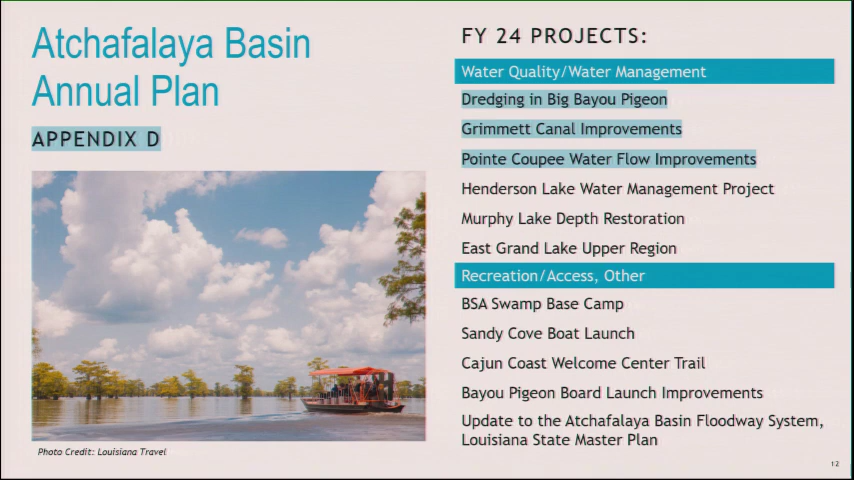 Atchafalaya Basin
Annual Plan
APPENDIX D
Photo Credit: Louisiana Travel
FY 24 PROJECTS:
Water Quality/Water Management
Dredging in Big Bayou Pigeon
Grimmett Canal Improvements
Pointe Coupee Water Flow Improvements
Henderson Lake Water Management Project
Murphy Lake Depth Restoration
East Grand Lake Upper Region
Recreation/Access, Other
BSA Swamp Base Camp
Sandy Cove Boat Launch
Cajun Coast Welcome Center Trail
Bayou Pigeon Board Launch Improvements
Update to the Atchafalaya Basin Floodway System,
Louisiana State Master Plan
12